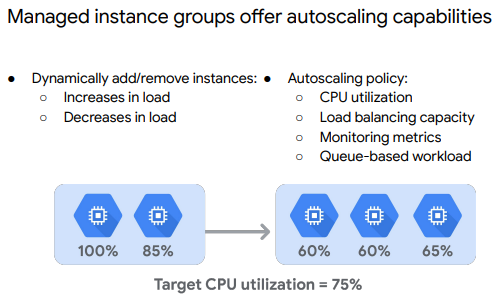 Managed instance groups offer autoscaling capabilities
● Dynamically add/remove instances:
○ Increases in load
○ Decreases in load
● Autoscaling policy:
○ CPU utilization
○ Load balancing capacity
○ Monitoring metrics
○ Queue-based workload
100% 85%
60% 60% 65%
Target CPU utilization = 75%